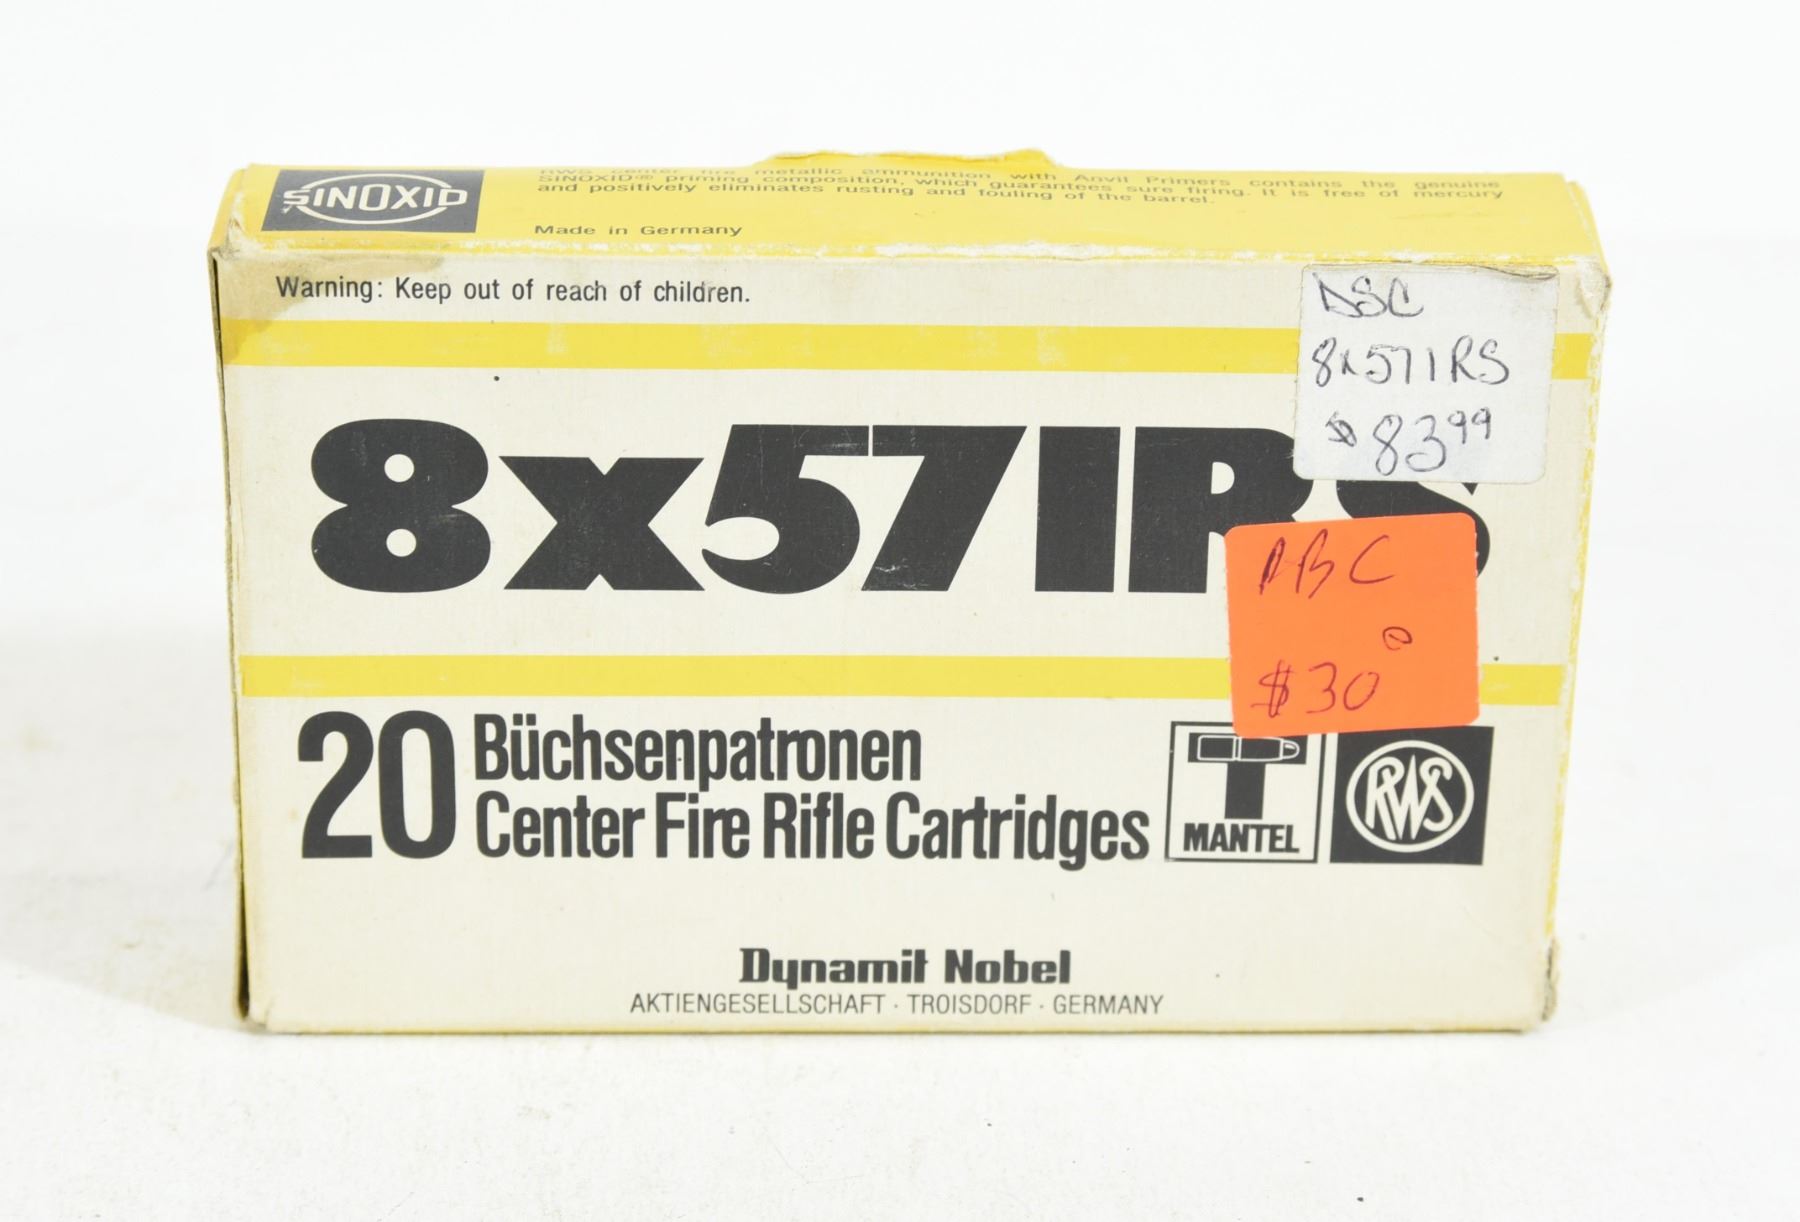 SINOXID
RWS center fire metallic ammunition with Anvil Primers contains the genuine
SINOXID® priming composition, which guarantees sure firing. It is free of mercury
and positively eliminates rusting and fouling of the barrel.
Made in Germany
Warning: Keep out of reach of children.
DSC
8x57IRS
$83.99
8x57IRS
ABC
$30.0
20 Büchsenpatronen
Center Fire Rifle Cartridges
T
MANTEL
RWS
Dynamit Nobel
AKTIENGESELLSCHAFT · TROISDORF · GERMANY